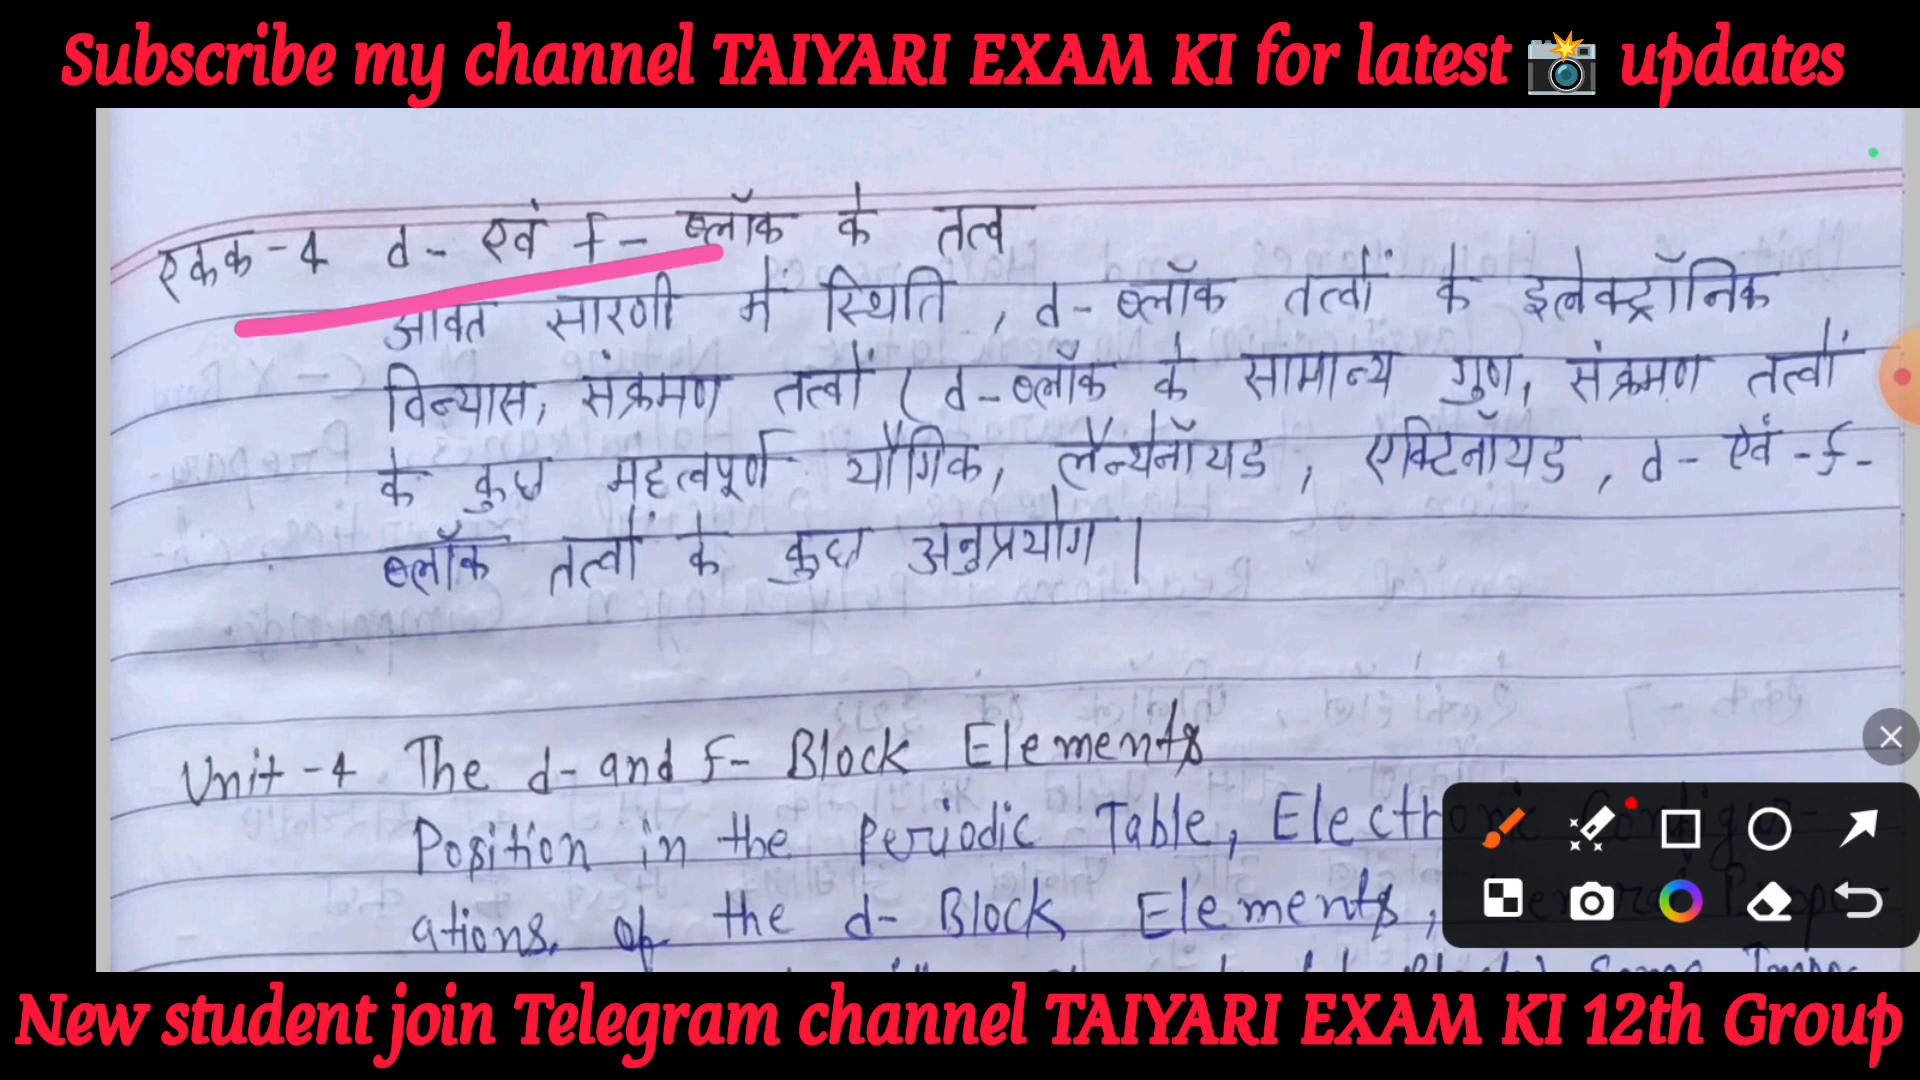 Subscribe my channel TAIYARI EXAM KI for latest 📸 updates
एकक-4 d- एवं f- ब्लॉक के तत्व
आवर्त सारणी में स्थिति, d-ब्लॉक तत्वों के इलेक्ट्रॉनिक
विन्यास, संक्रमण तत्वों (d-ब्लॉक के सामान्य गुण, संक्रमण तत्वों
के कुछ महत्वपूर्ण यौगिक, लैन्थेनॉयड, एक्टिनॉयड, d- एवं -f-
ब्लॉक तत्वों के कुछ अनुप्रयोग।
Unit-4 The d- and f- Block Elements
Position in the Periodic Table, Electronic Configur-
ations of the d- Block Elements,
New student join Telegram channel TAIYARI EXAM KI 12th Group